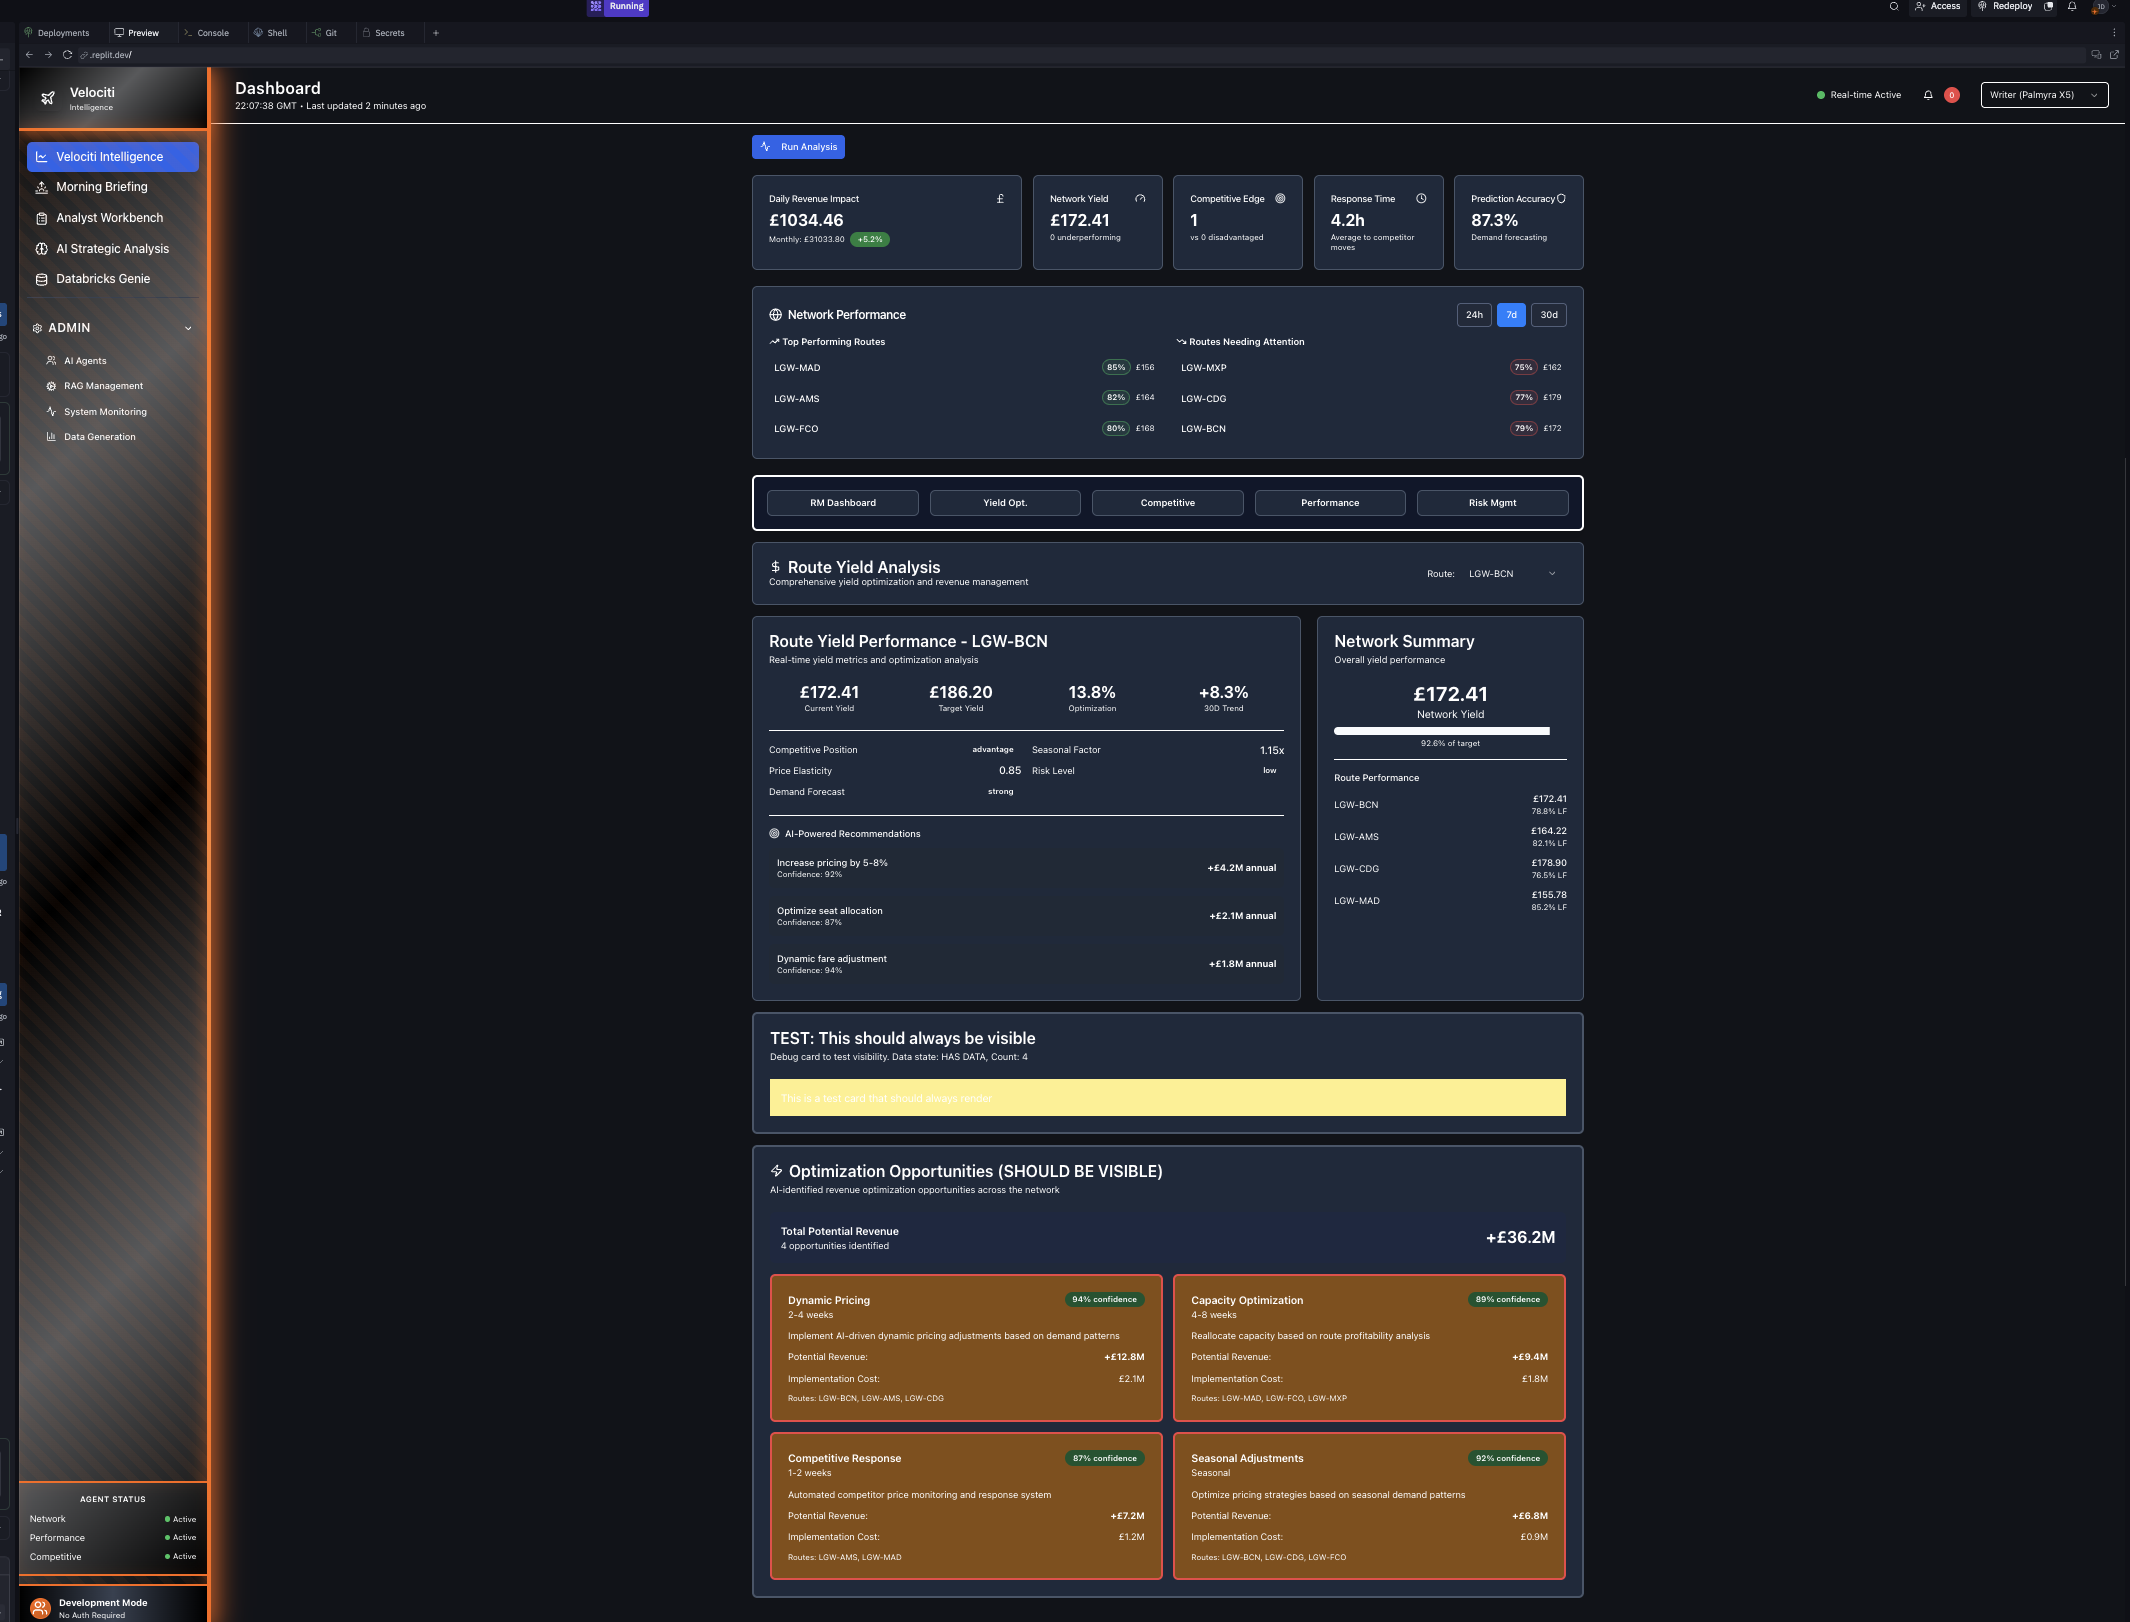 Running
Access
Redeploy
JD
Deployments
Preview
Console
Shell
Git
Secrets
.replit.dev/
Velociti
Intelligence
Dashboard
22:07:38 GMT • Last updated 2 minutes ago
Real-time Active
0
Writer (Palmyra X5)
Velociti Intelligence
Morning Briefing
Analyst Workbench
AI Strategic Analysis
Databricks Genie
ADMIN
AI Agents
RAG Management
System Monitoring
Data Generation
Run Analysis
Daily Revenue Impact
£1034.46
Monthly: £31033.80 +5.2%
Network Yield
£172.41
0 underperforming
Competitive Edge
1
vs 0 disadvantaged
Response Time
4.2h
Average to competitor
moves
Prediction Accuracy
87.3%
Demand forecasting
Network Performance
24h 7d 30d
Top Performing Routes
LGW-MAD 85% £156
LGW-AMS 82% £164
LGW-FCO 80% £168
Routes Needing Attention
LGW-MXP 75% £162
LGW-CDG 77% £179
LGW-BCN 79% £172
RM Dashboard
Yield Opt.
Competitive
Performance
Risk Mgmt
$ Route Yield Analysis
Comprehensive yield optimization and revenue management
Route: LGW-BCN
Route Yield Performance - LGW-BCN
Real-time yield metrics and optimization analysis
£172.41
Current Yield
£186.20
Target Yield
13.8%
Optimization
+8.3%
30D Trend
Competitive Position advantage
Seasonal Factor 1.15x
Price Elasticity 0.85
Risk Level low
Demand Forecast strong
AI-Powered Recommendations
Increase pricing by 5-8%
Confidence: 92%
+£4.2M annual
Optimize seat allocation
Confidence: 87%
+£2.1M annual
Dynamic fare adjustment
Confidence: 94%
+£1.8M annual
Network Summary
Overall yield performance
£172.41
Network Yield
92.6% of target
Route Performance
LGW-BCN £172.41
78.8% LF
LGW-AMS £164.22
82.1% LF
LGW-CDG £178.90
76.5% LF
LGW-MAD £155.78
85.2% LF
TEST: This should always be visible
Debug card to test visibility. Data state: HAS DATA, Count: 4
This is a test card that should always render
Optimization Opportunities (SHOULD BE VISIBLE)
AI-identified revenue optimization opportunities across the network
Total Potential Revenue
4 opportunities identified
+£36.2M
Dynamic Pricing
94% confidence
2-4 weeks
Implement AI-driven dynamic pricing adjustments based on demand patterns
Potential Revenue: +£12.8M
Implementation Cost: £2.1M
Routes: LGW-BCN, LGW-AMS, LGW-CDG
Capacity Optimization
89% confidence
4-8 weeks
Reallocate capacity based on route profitability analysis
Potential Revenue: +£9.4M
Implementation Cost: £1.8M
Routes: LGW-MAD, LGW-FCO, LGW-MXP
Competitive Response
87% confidence
1-2 weeks
Automated competitor price monitoring and response system
Potential Revenue: +£7.2M
Implementation Cost: £1.2M
Routes: LGW-AMS, LGW-MAD
Seasonal Adjustments
92% confidence
Seasonal
Optimize pricing strategies based on seasonal demand patterns
Potential Revenue: +£6.8M
Implementation Cost: £0.9M
Routes: LGW-BCN, LGW-CDG, LGW-FCO
AGENT STATUS
Network Active
Performance Active
Competitive Active
Development Mode
No Auth Required